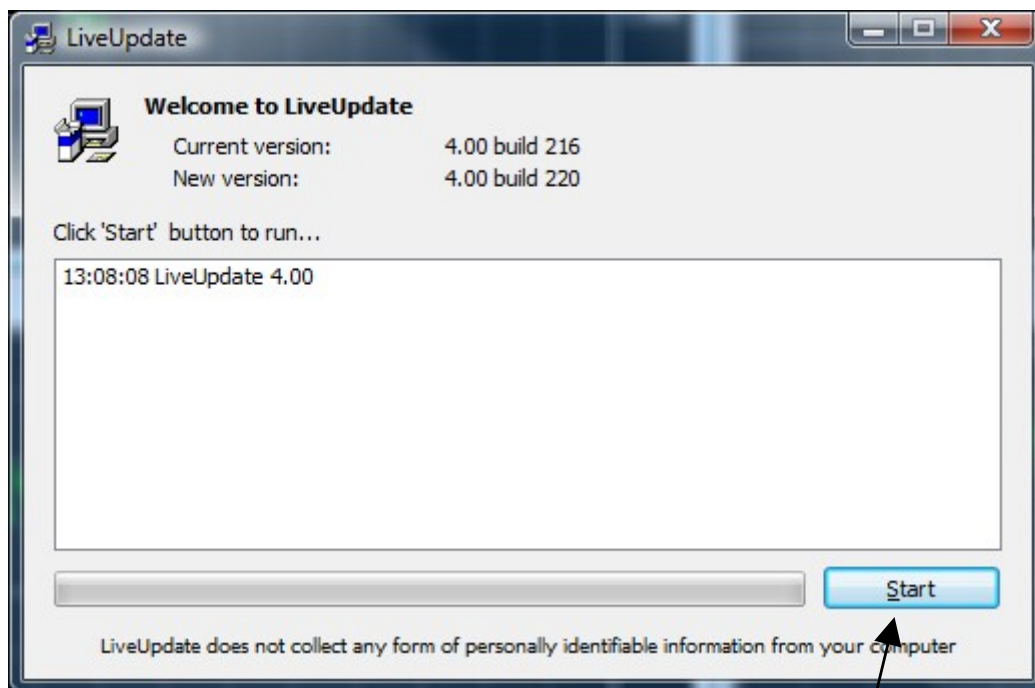 LiveUpdate
Welcome to LiveUpdate
Current version: 4.00 build 216
New version: 4.00 build 220
Click 'Start' button to run...
13:08:08 LiveUpdate 4.00
Start
LiveUpdate does not collect any form of personally identifiable information from your computer